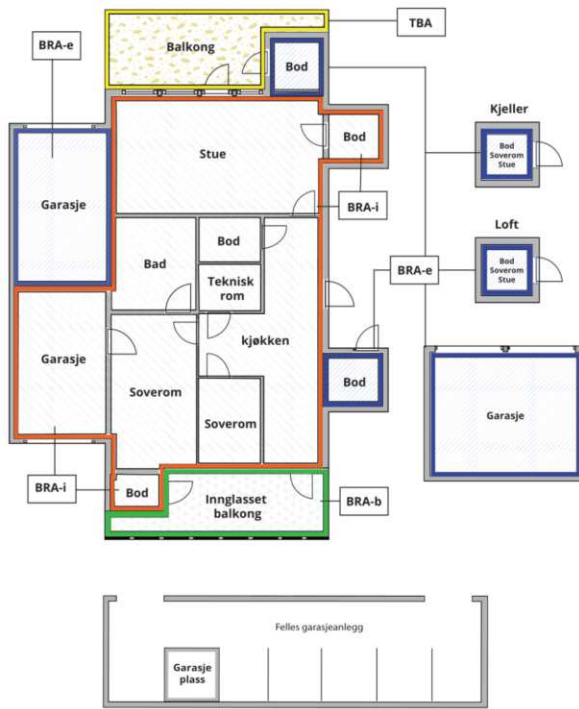 TBA
BRA-e
Balkong
Bod
Kjeller
Bod
Soverom
Stue
Stue
Bod
Garasje
BRA-i
Loft
Bod
Bod
Soverom
Stue
Bad
BRA-e
Teknisk
rom
Garasje
kjøkken
Bod
Garasje
Soverom
Soverom
BRA-i
Bod
Innglasset
balkong
BRA-b
Felles garasjeanlegg
Garasje
plass